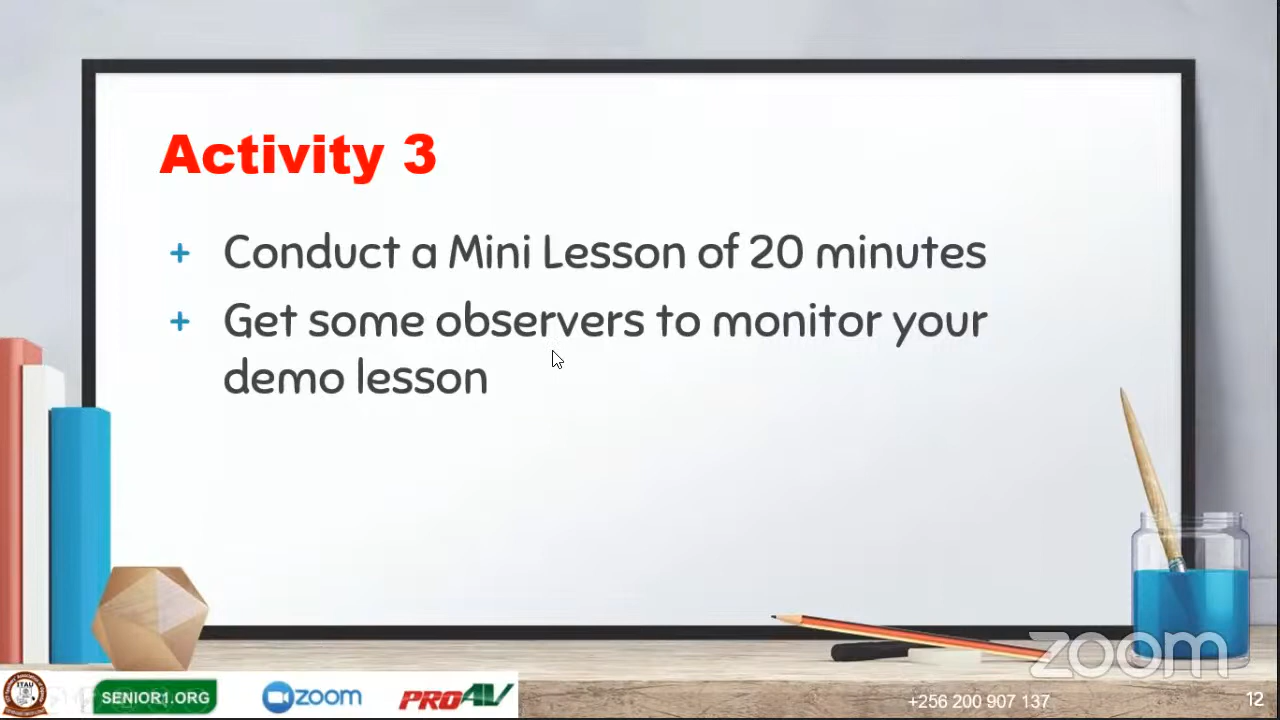 Activity 3
+ Conduct a Mini Lesson of 20 minutes
+ Get some observers to monitor your
demo lesson
zoom
ITAU
SENIOR1.ORG
zoom
PROAV
+256 200 907 137
12